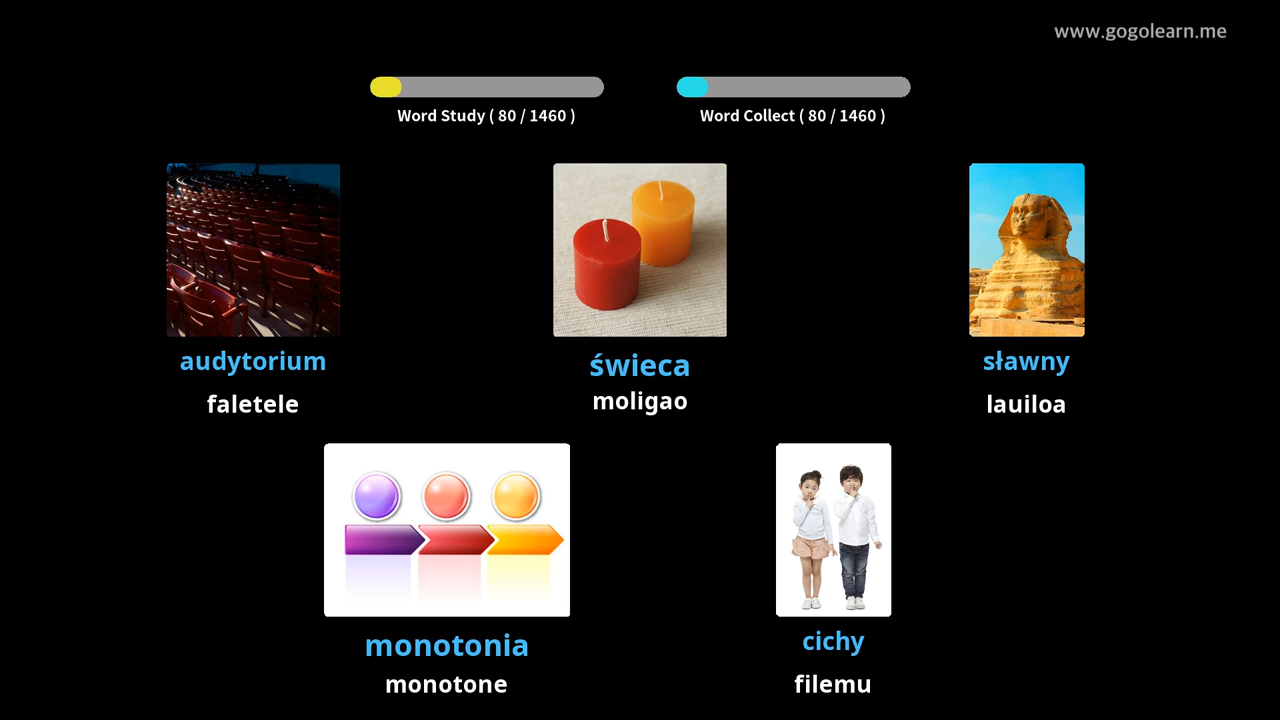 www.gogolearn.me
Word Study ( 80 / 1460 )
Word Collect ( 80 / 1460 )
audytorium
faletele
świeca
moligao
sławny
lauiloa
monotonia
monotone
cichy
filemu